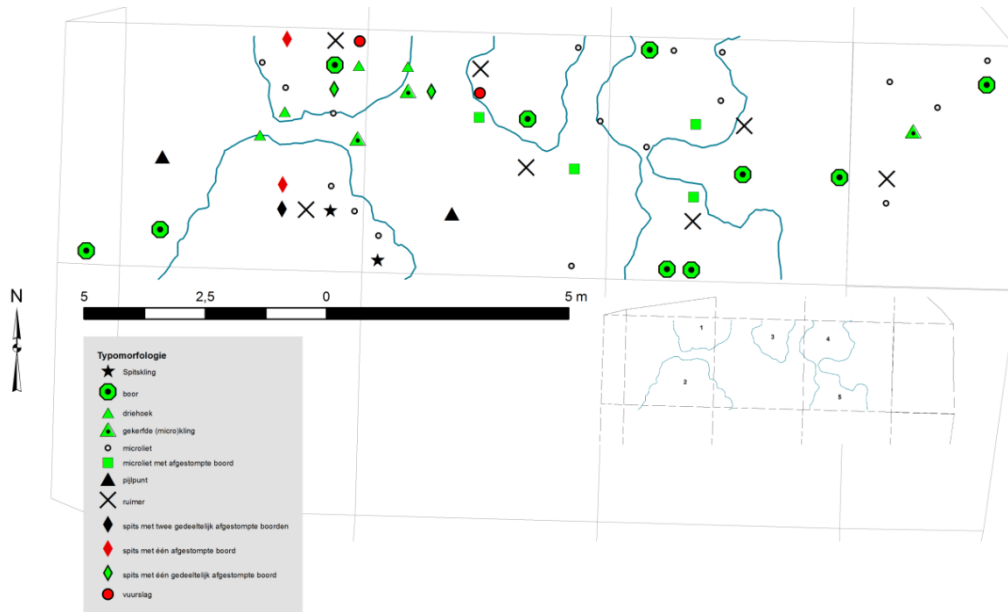 N
5 2,5 0 5 m
1
3
4
2
5
Typomorfologie
Spitskling
boor
driehoek
gekerfde (micro)kling
microliet
microliet met afgestompte boord
pijlpunt
ruimer
spits met twee gedeeltelijk afgestompte boorden
spits met één afgestompte boord
spits met één gedeeltelijk afgestompte boord
vuurslag